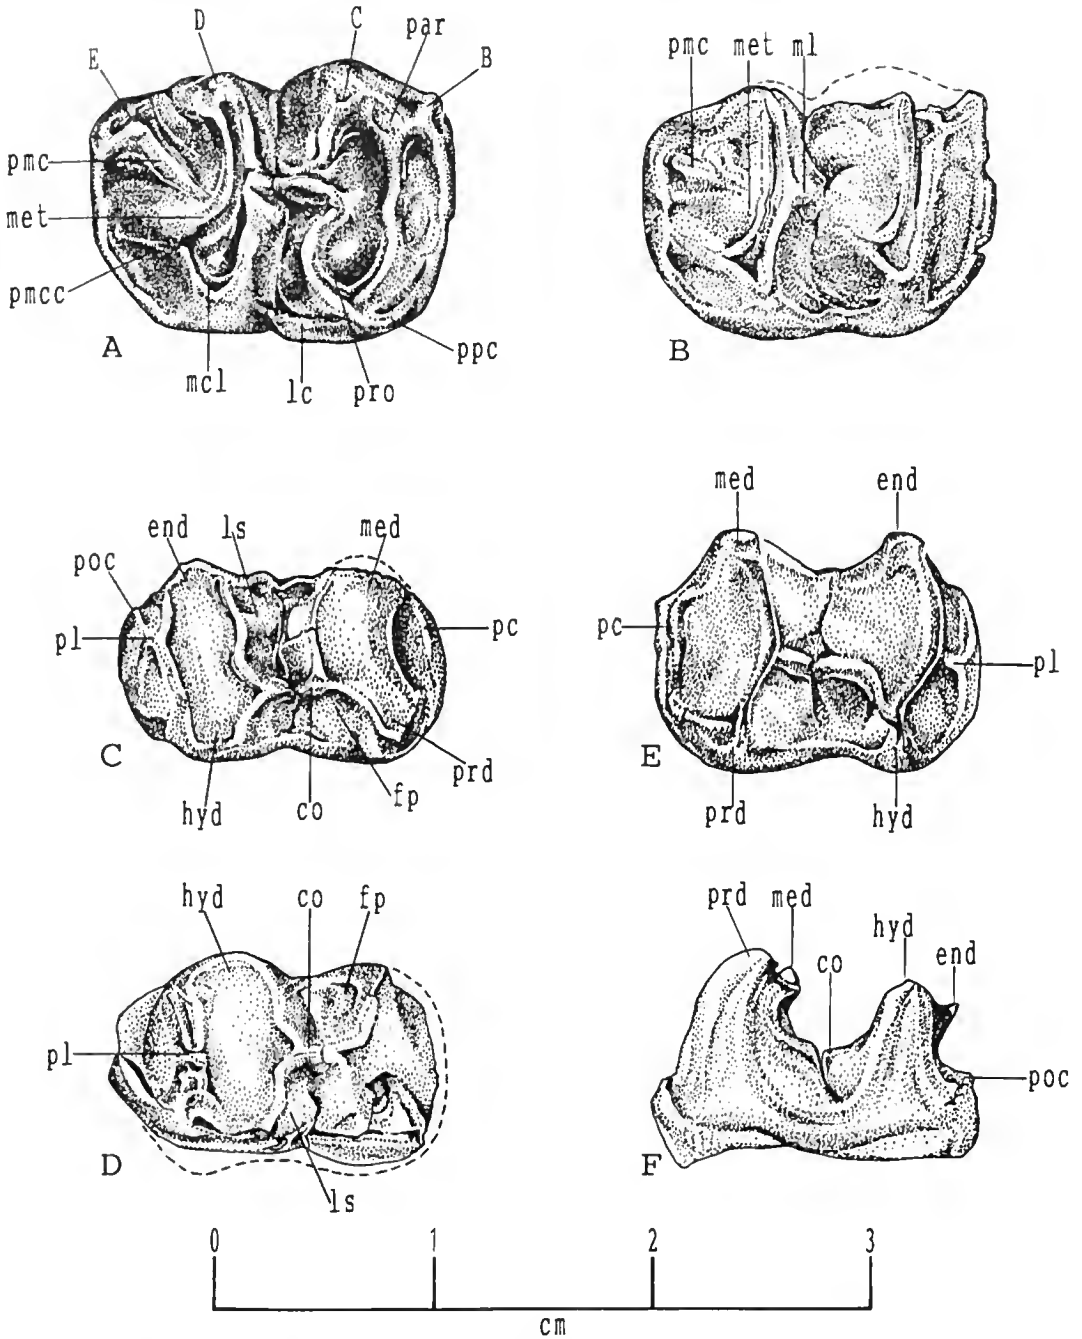 D C par
E B
pmc
met
pmcc
A
mcl lc pro ppc
pmc met ml
B
end ls med
poc
pl pc
C
hyd co fp prd
med end
pc pl
E
prd hyd
hyd co fp
pl
D
ls
prd med hyd
co end
poc
F
0 1 2 3
cm